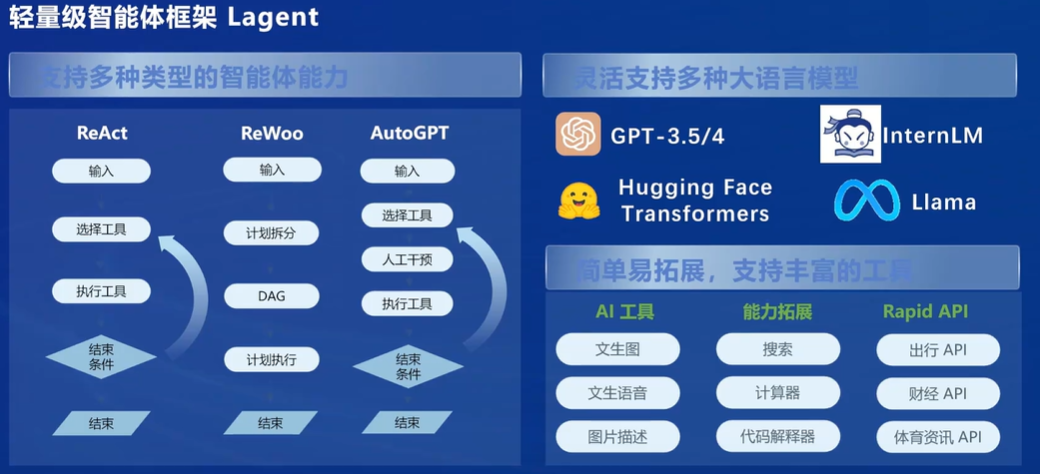 轻量级智能体框架 Lagent
支持多种类型的智能体能力
ReAct
输入
选择工具
执行工具
结束
条件
结束
ReWoo
输入
计划拆分
DAG
计划执行
结束
AutoGPT
输入
选择工具
人工干预
执行工具
结束
条件
结束
灵活支持多种大语言模型
GPT-3.5/4
InternLM
Hugging Face
Transformers
Llama
简单易拓展，支持丰富的工具
AI 工具
文生图
文生语音
图片描述
能力拓展
搜索
计算器
代码解释器
Rapid API
出行 API
财经 API
体育资讯 API